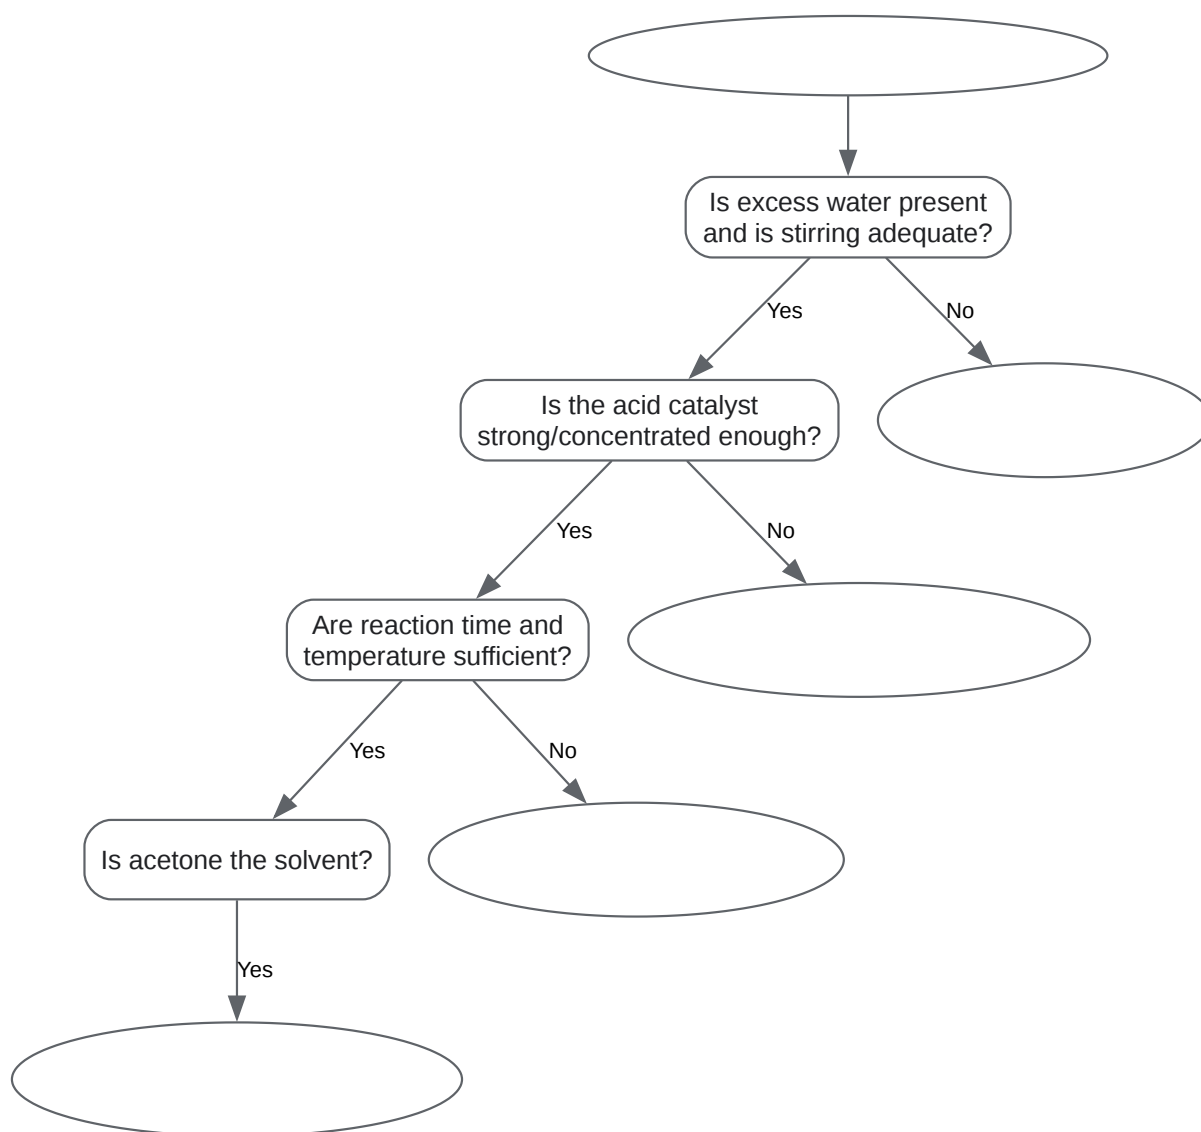 Is excess water present
and is stirring adequate?
Yes
No
Is the acid catalyst
strong/concentrated enough?
Yes
No
Are reaction time and
temperature sufficient?
Yes
No
Is acetone the solvent?
Yes